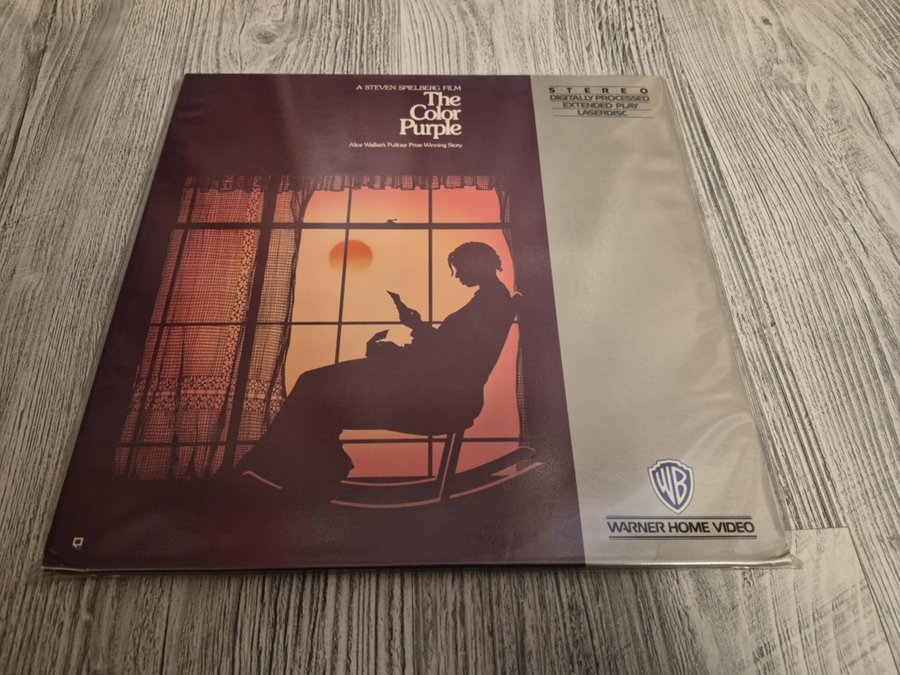 A STEVEN SPIELBERG FILM
The
Color
Purple
Alice Walker's Pulitzer Prize-Winning Story
STEREO
DIGITALLY PROCESSED
EXTENDED PLAY
LASERDISC
WB
WARNER HOME VIDEO